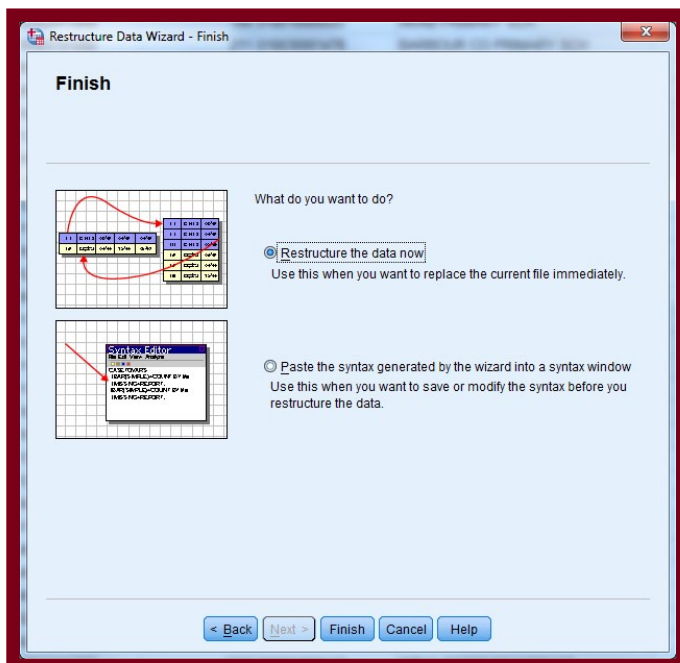 Restructure Data Wizard - Finish
Finish
What do you want to do?
Restructure the data now
Use this when you want to replace the current file immediately.
Syntax Editor
Paste the syntax generated by the wizard into a syntax window
Use this when you want to save or modify the syntax before you
restructure the data.
< Back
Next >
Finish
Cancel
Help